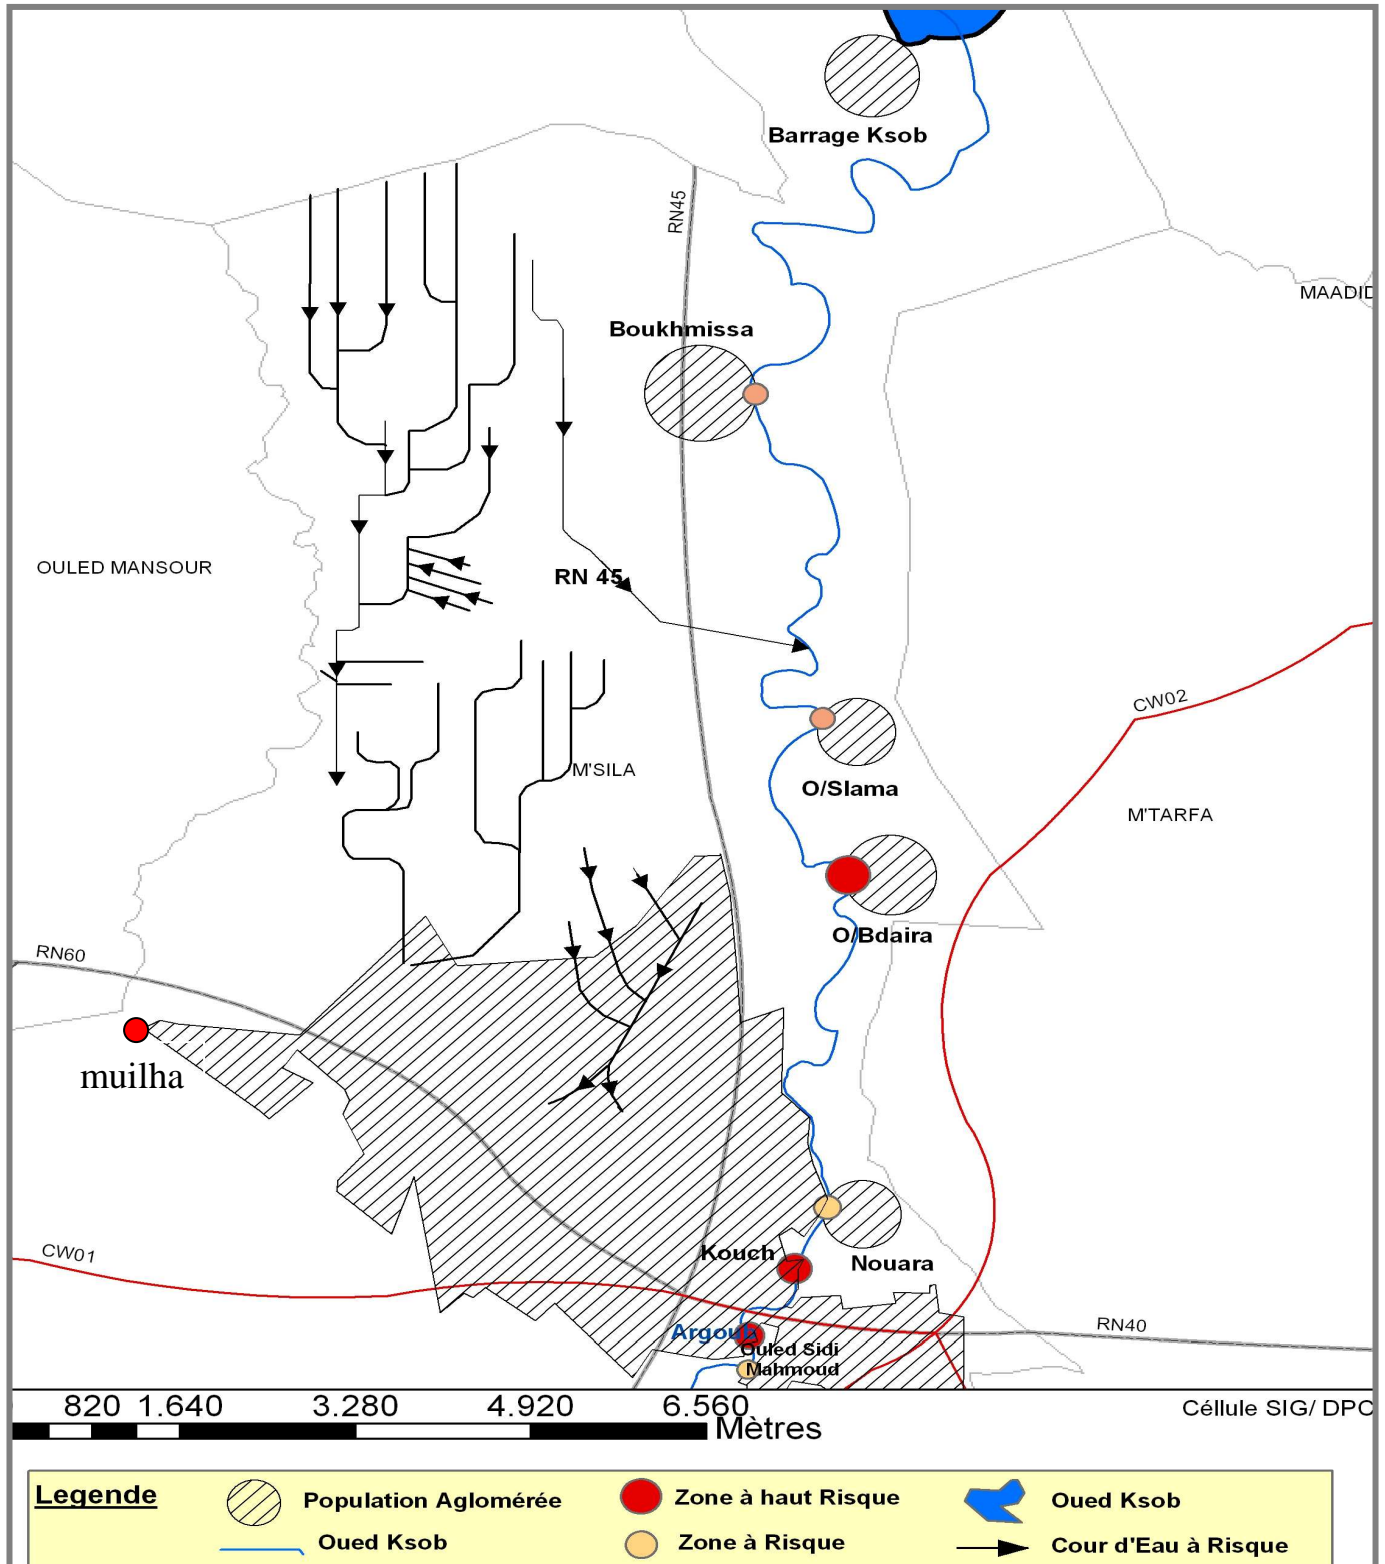 Barrage Ksob
RN45
MAADID
Boukhmissa
OULED MANSOUR
RN 45
CW02
M'SILA
O/Slama
M'TARFA
O/Bdaira
RN60
muilha
CW01
Kouch
Nouara
Argoub
RN40
Ouled Sidi
Mahmoud
820 1.640 3.280 4.920 6.560
Mètres
Céllule SIG/ DPC
Legende
Population Aglomérée
Zone à haut Risque
Oued Ksob
Oued Ksob
Zone à Risque
Cour d'Eau à Risque